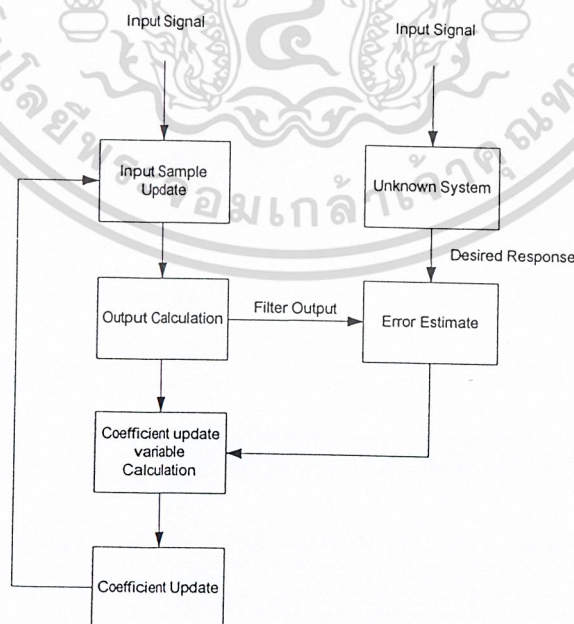 Input Signal
Input Signal
Input Sample
Update
Unknown System
Desired Response
Output Calculation
Filter Output
Error Estimate
Coefficient update
variable
Calculation
Coefficient Update